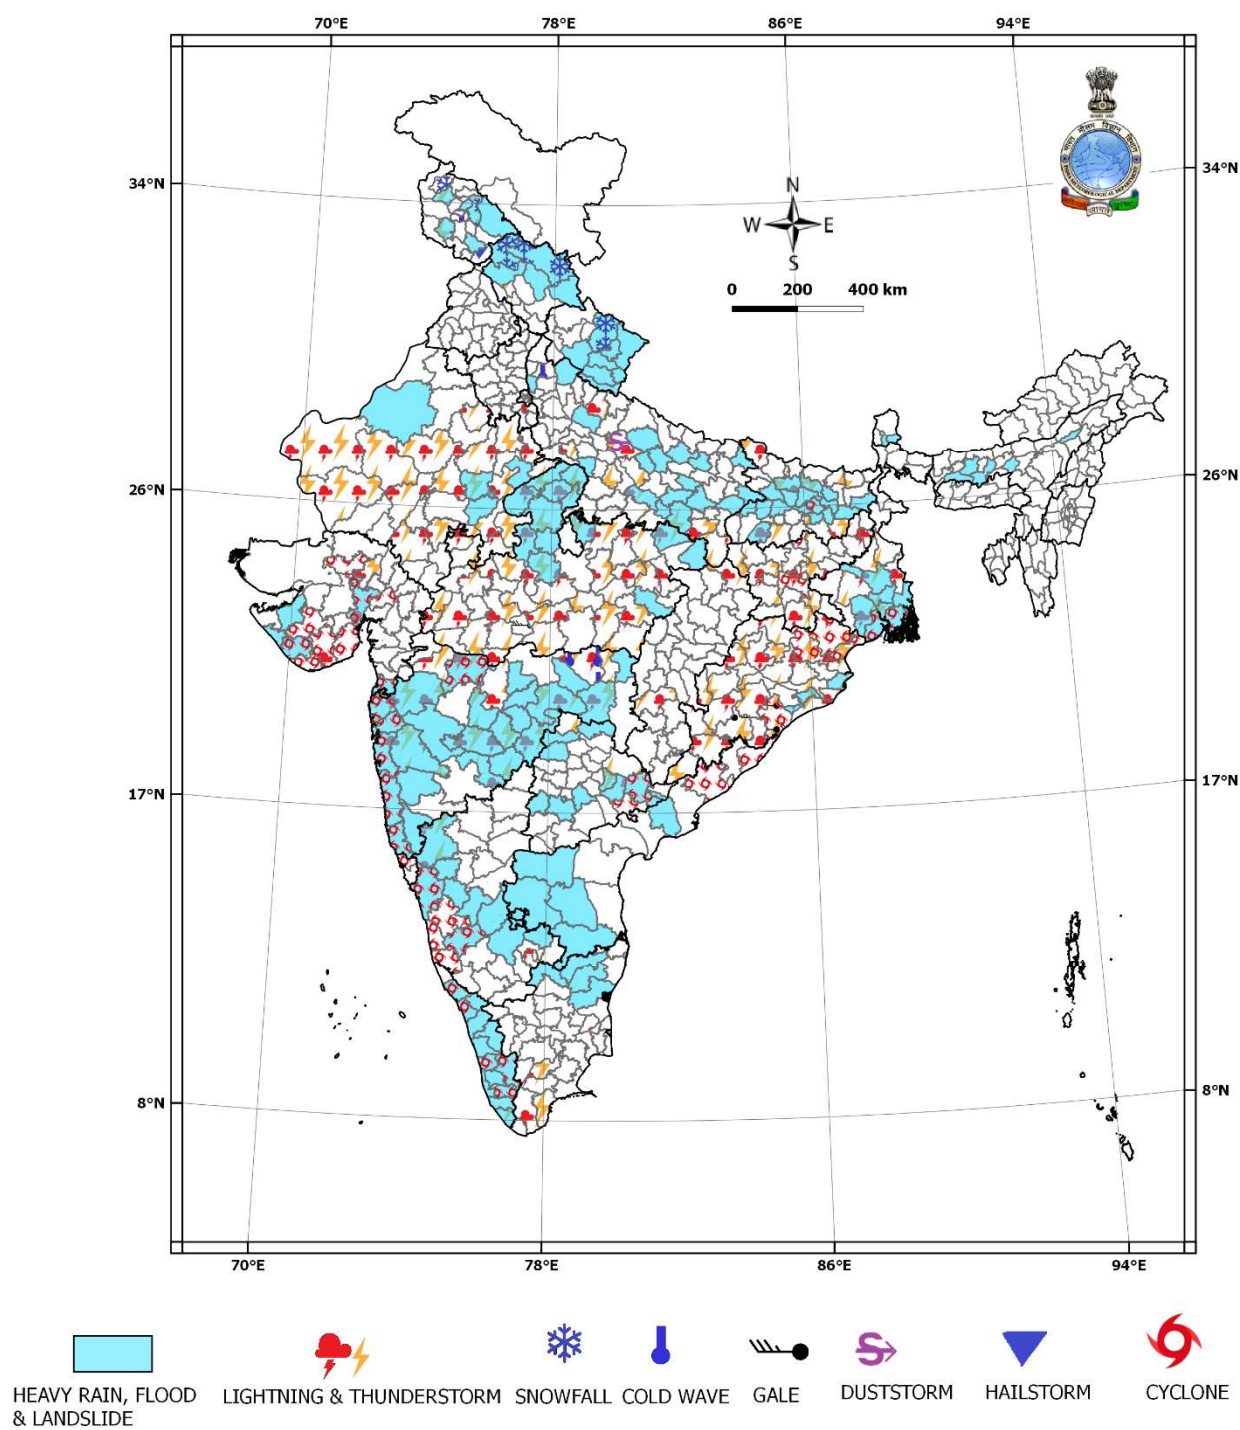 70°E 78°E 86°E 94°E
34°N 34°N
N
W E
S
0 200 400 km
26°N 26°N
17°N 17°N
8°N 8°N
70°E 78°E 86°E 94°E
HEAVY RAIN, FLOOD
& LANDSLIDE
LIGHTNING & THUNDERSTORM
SNOWFALL
COLD WAVE
GALE
S
DUSTSTORM
HAILSTORM
CYCLONE